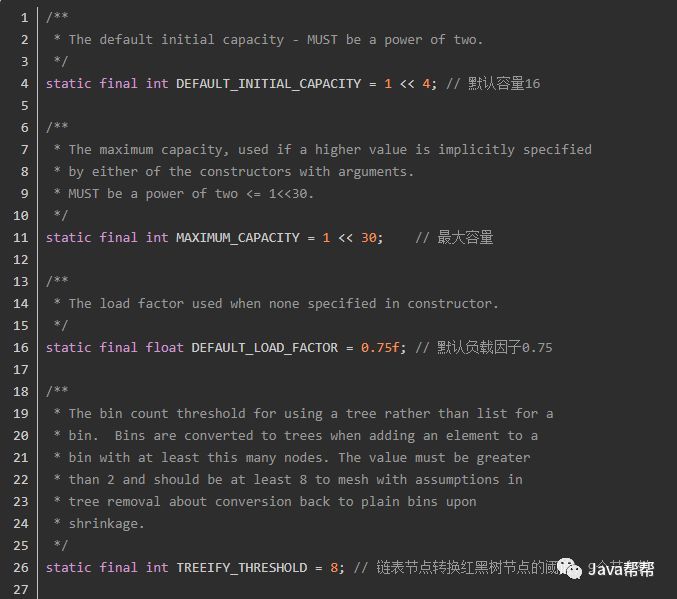 1 /**
2 * The default initial capacity - MUST be a power of two.
3 */
4 static final int DEFAULT_INITIAL_CAPACITY = 1 << 4; // 默认容量16
5
6 /**
7 * The maximum capacity, used if a higher value is implicitly specified
8 * by either of the constructors with arguments.
9 * MUST be a power of two <= 1<<30.
10 */
11 static final int MAXIMUM_CAPACITY = 1 << 30; // 最大容量
12
13 /**
14 * The load factor used when none specified in constructor.
15 */
16 static final float DEFAULT_LOAD_FACTOR = 0.75f; // 默认负载因子0.75
17
18 /**
19 * The bin count threshold for using a tree rather than list for a
20 * bin. Bins are converted to trees when adding an element to a
21 * bin with at least this many nodes. The value must be greater
22 * than 2 and should be at least 8 to mesh with assumptions in
23 * tree removal about conversion back to plain bins upon
24 * shrinkage.
25 */
26 static final int TREEIFY_THRESHOLD = 8; // 链表节点转换红黑树节点的阈
Java帮帮
27